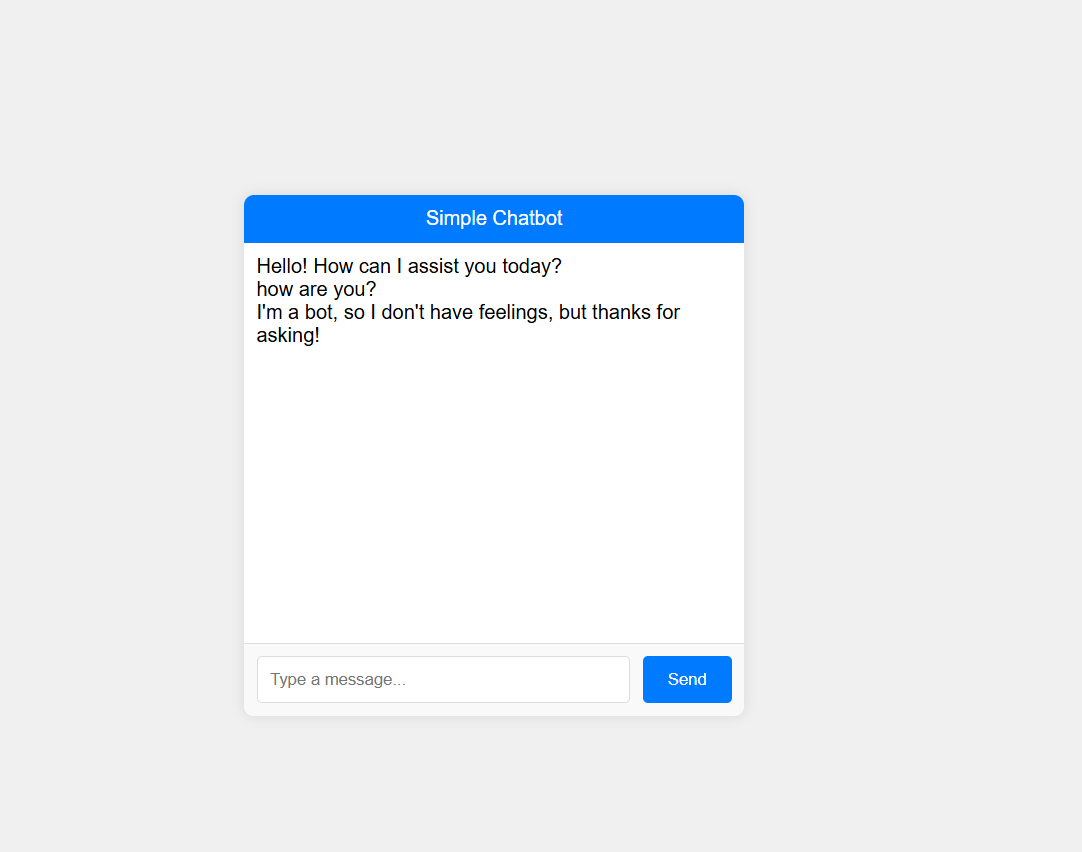 Simple Chatbot
Hello! How can I assist you today?
how are you?
I'm a bot, so I don't have feelings, but thanks for
asking!
Type a message...
Send